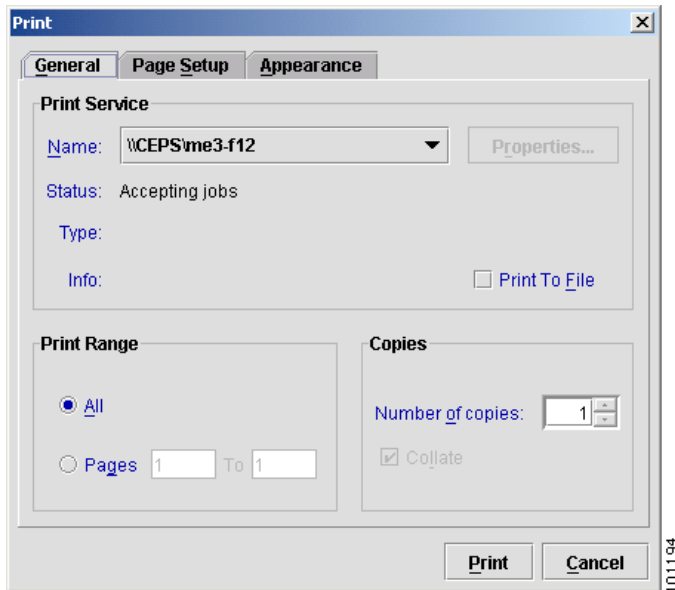 Print
General Page Setup Appearance
Print Service
Name: \\CEPS\me3-f12 Properties...
Status: Accepting jobs
Type:
Info: Print To File
Print Range Copies
All Number of copies: 1
Pages 1 To 1 Collate
Print Cancel
101194